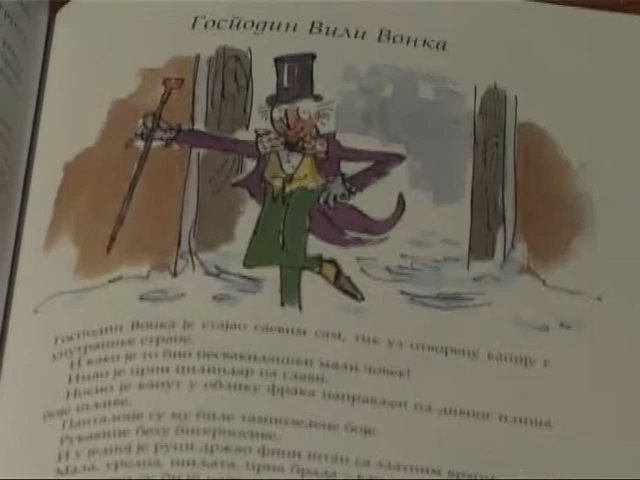 Господин Вили Вонка
Господин Вонка је стајао сасвим сам, тик уз отворену капију с
унутрашње стране.
И како је то био несвакидашњи мали човек!
Имао је црни цилиндар на глави.
Носио је капут у облику фрака направљен од дивног плиша
боје шљиве.
Панталоне су му биле тамнозелене боје.
Рукавице беху бисерносиве.
И у једној је руци држао фини штап са златним
Мала, уредна, шиљата, црна брада